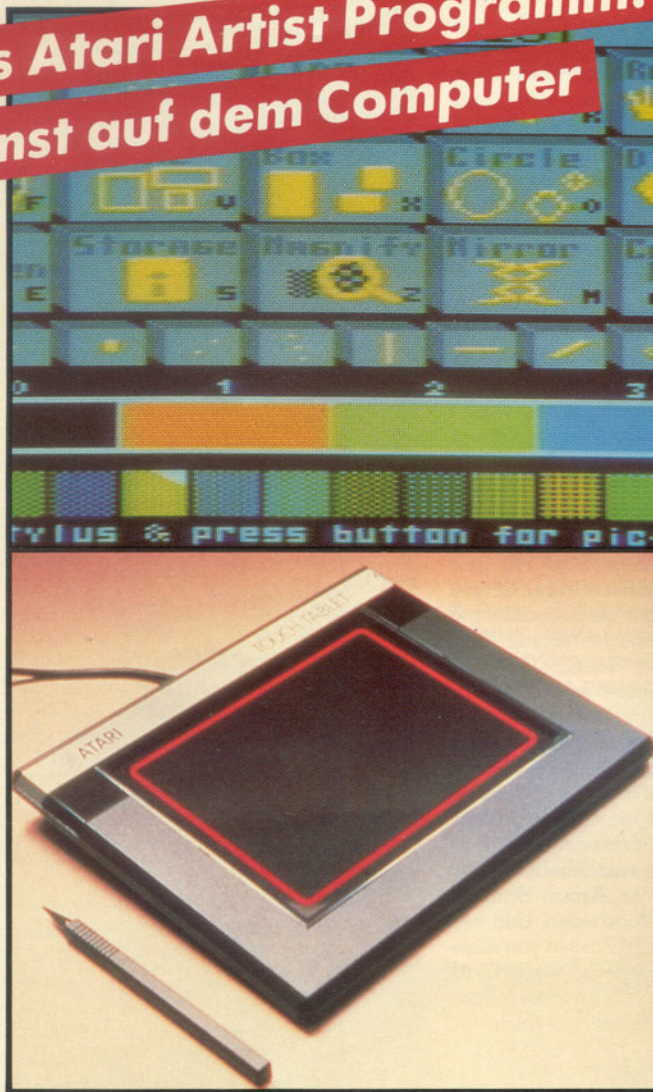 s Atari Artist Programm:
nst auf dem Computer
K
F
V
Box
X
Circle
O
D
en
E
Storage
S
Magnify
Z
Mirror
M
0 1 2 3
tylus & press button for pic
TOUCH TABLET
ATARI